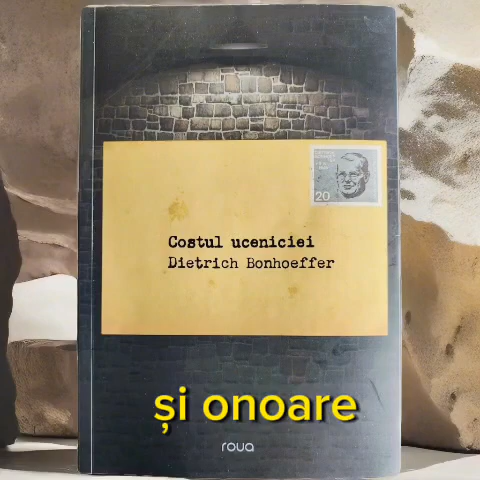 20
Costul uceniciei
Dietrich Bonhoeffer
și onoare
roua